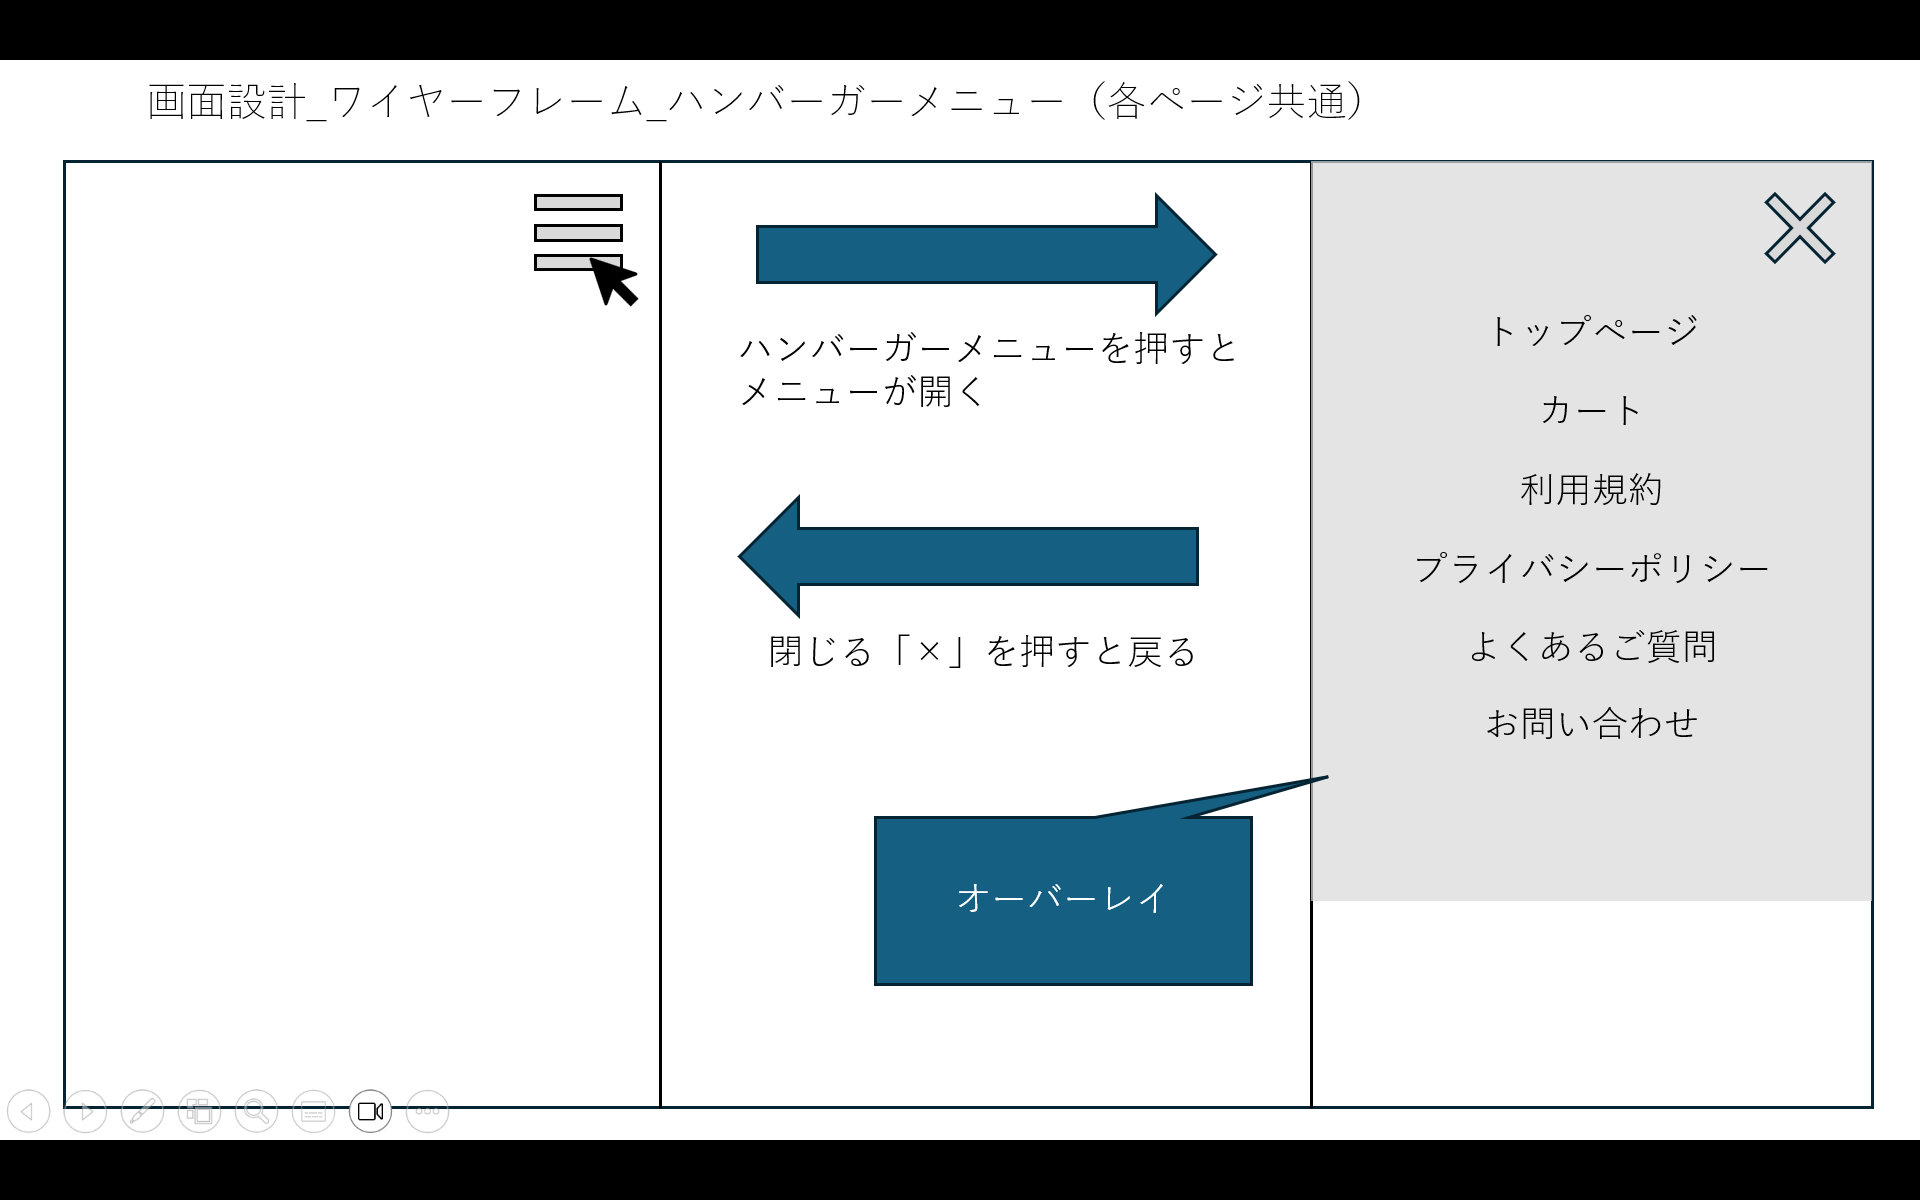 画面設計_ワイヤーフレーム_ハンバーガーメニュー（各ページ共通）
ハンバーガーメニューを押すと
メニューが開く
閉じる「×」を押すと戻る
オーバーレイ
トップページ
カート
利用規約
プライバシーポリシー
よくあるご質問
お問い合わせ